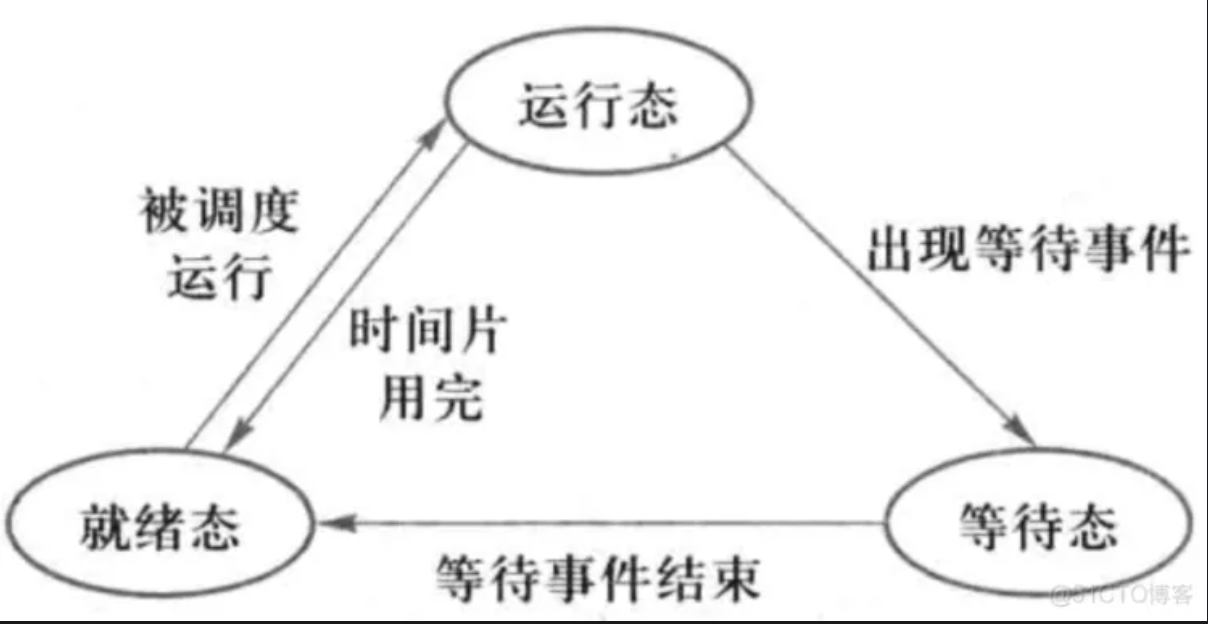 运行态
被调度
运行
出现等待事件
时间片
用完
就绪态
等待态
等待事件结束
@51CTO博客